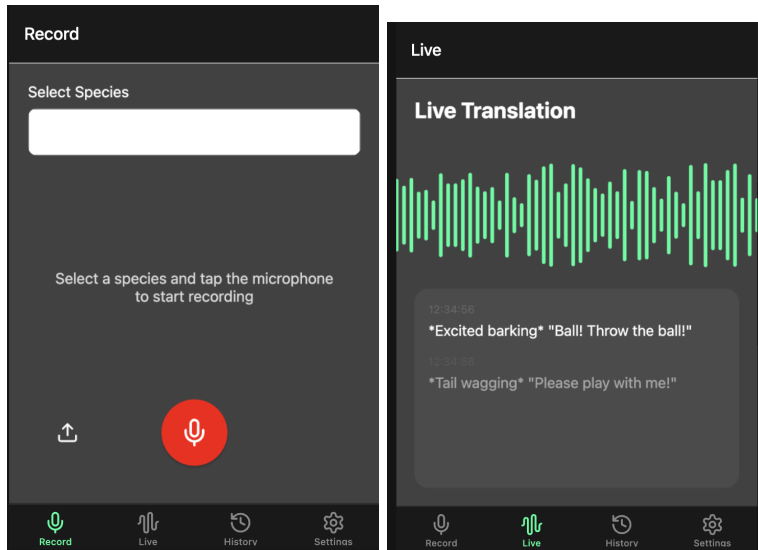 Record
Select Species
Select a species and tap the microphone
to start recording
Record
Live
History
Settings
Live
Live Translation
12:34:56
*Excited barking* "Ball! Throw the ball!"
12:34:58
*Tail wagging* "Please play with me!"
Record
Live
History
Settings